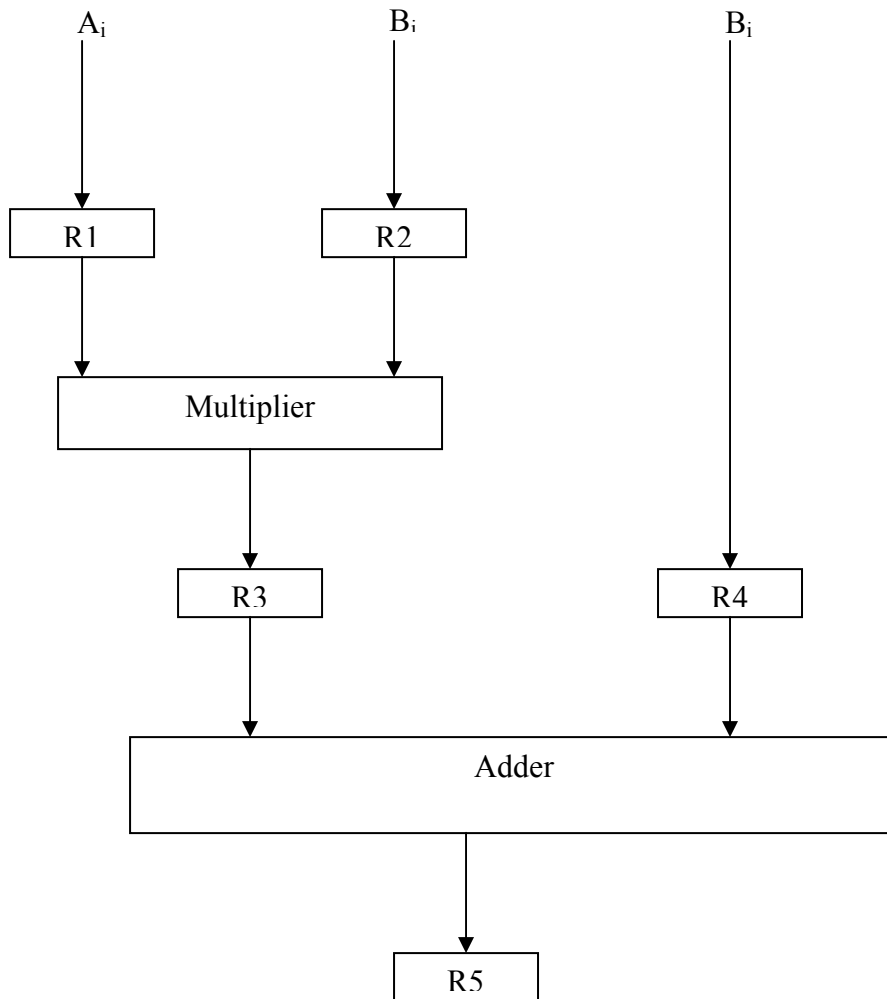 Aᵢ Bᵢ Bᵢ
R1 R2
Multiplier
R3 R4
Adder
R5